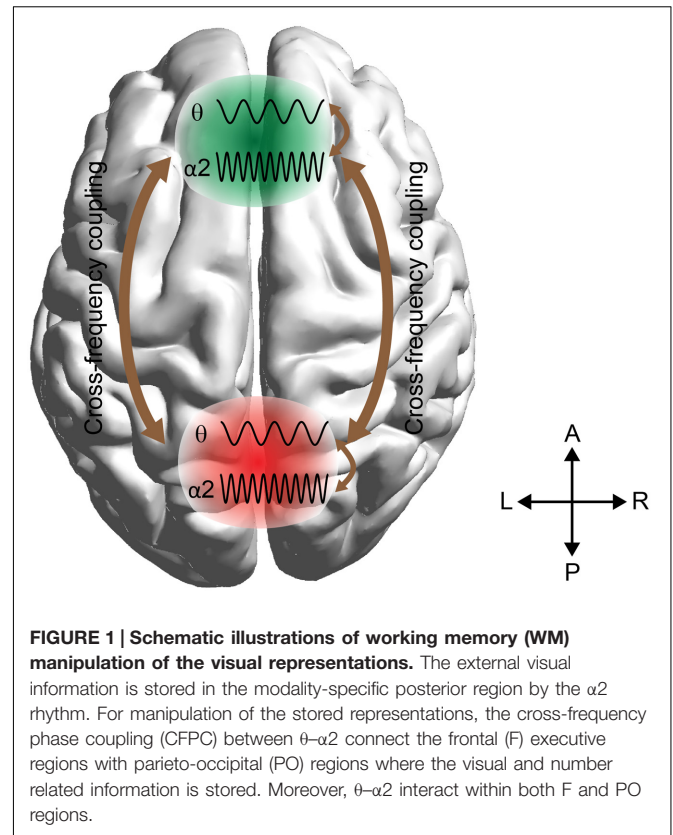 θ
α2
Cross-frequency coupling
Cross-frequency coupling
θ
α2
A
L
R
P
FIGURE 1 | Schematic illustrations of working memory (WM)
manipulation of the visual representations. The external visual
information is stored in the modality-specific posterior region by the α2
rhythm. For manipulation of the stored representations, the cross-frequency
phase coupling (CFPC) between θ–α2 connect the frontal (F) executive
regions with parieto-occipital (PO) regions where the visual and number
related information is stored. Moreover, θ–α2 interact within both F and PO
regions.